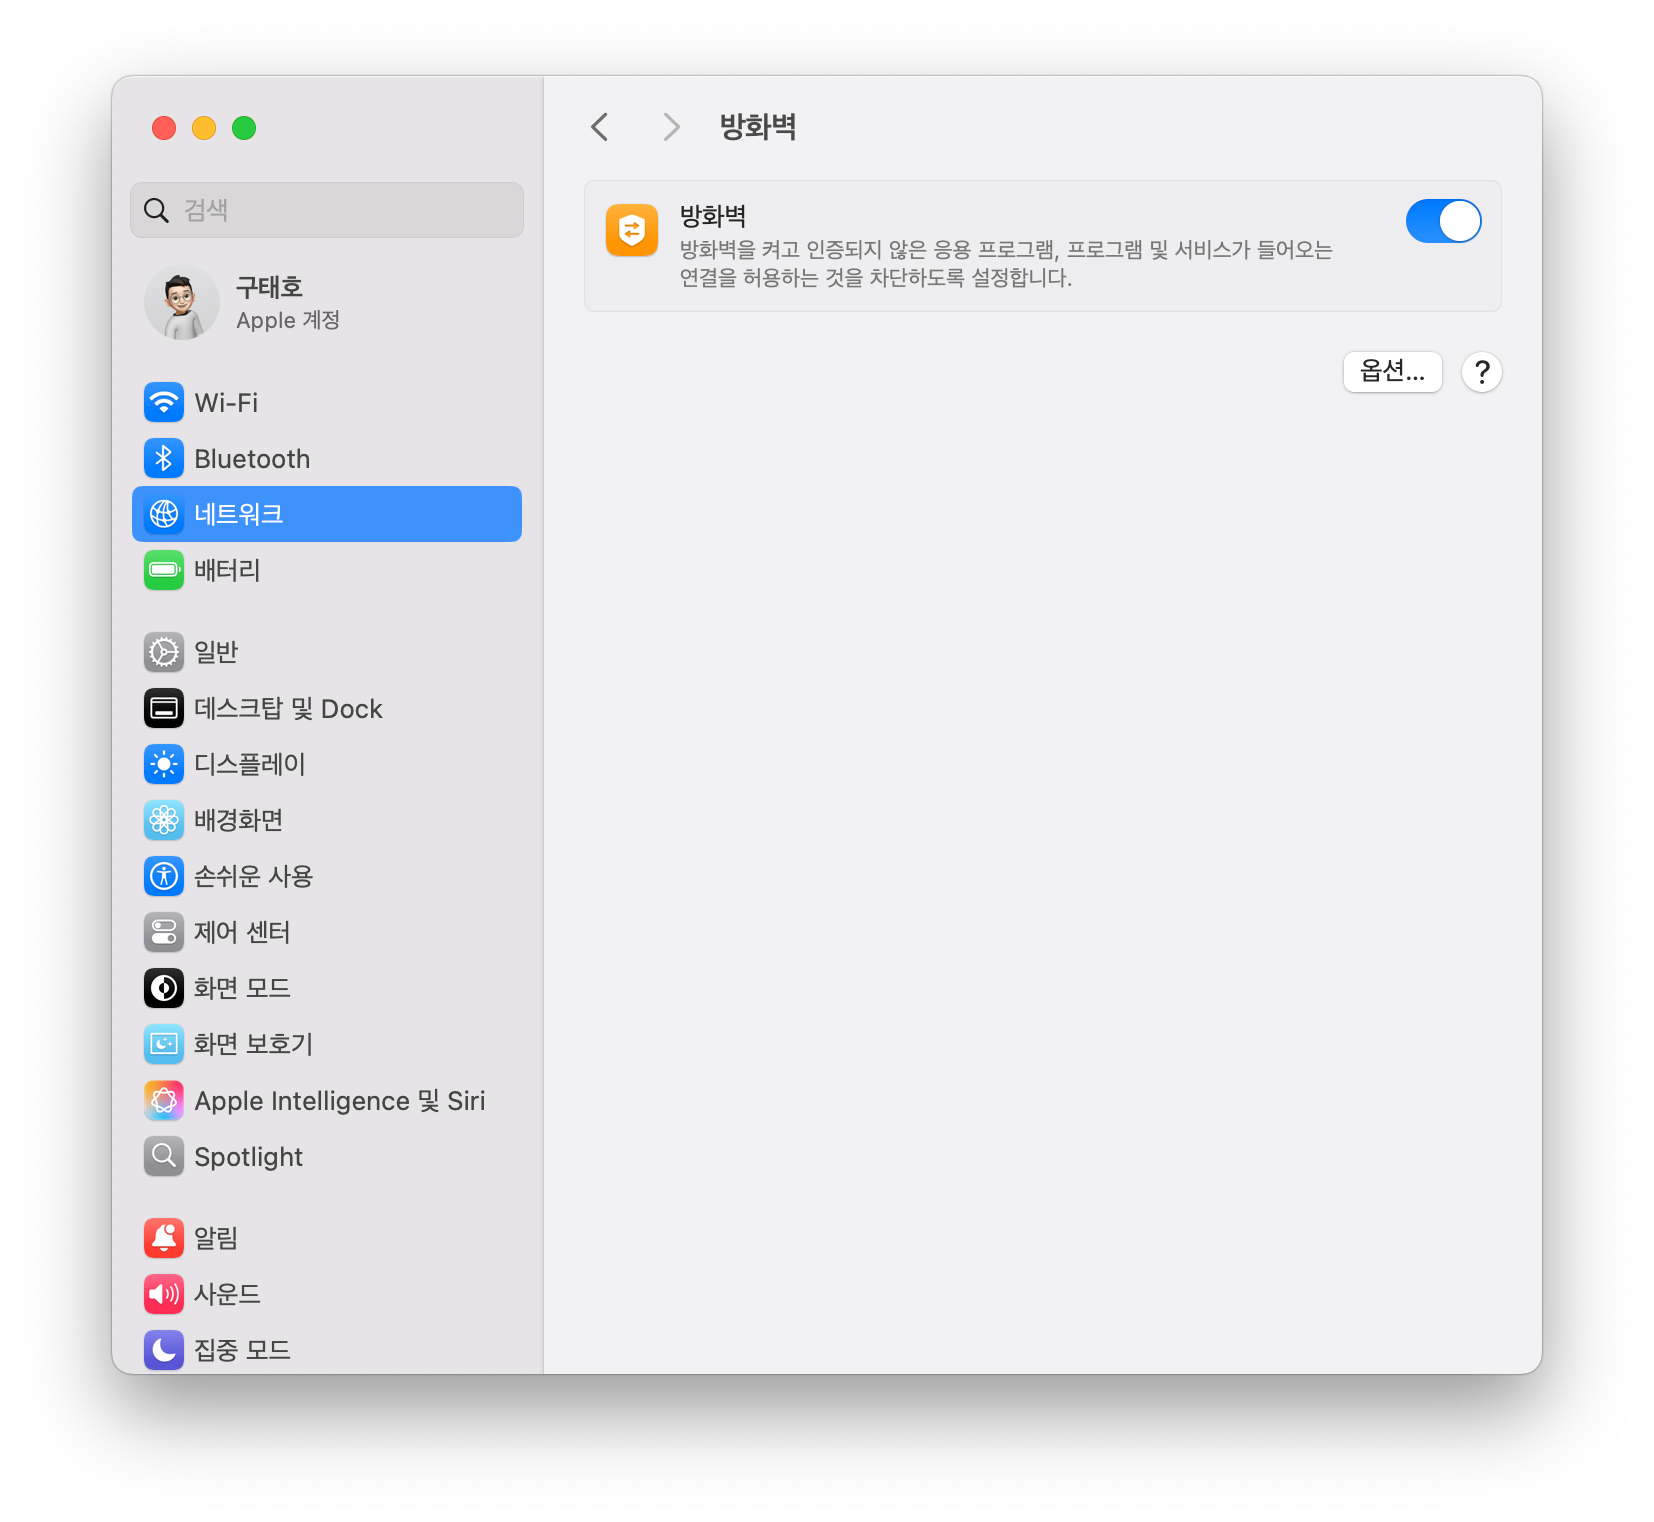 방화벽
검색
구태호
Apple 계정
Wi-Fi
Bluetooth
네트워크
배터리
일반
데스크탑 및 Dock
디스플레이
배경화면
손쉬운 사용
제어 센터
화면 모드
화면 보호기
Apple Intelligence 및 Siri
Spotlight
알림
사운드
집중 모드
방화벽
방화벽을 켜고 인증되지 않은 응용 프로그램, 프로그램 및 서비스가 들어오는
연결을 허용하는 것을 차단하도록 설정합니다.
옵션...
?